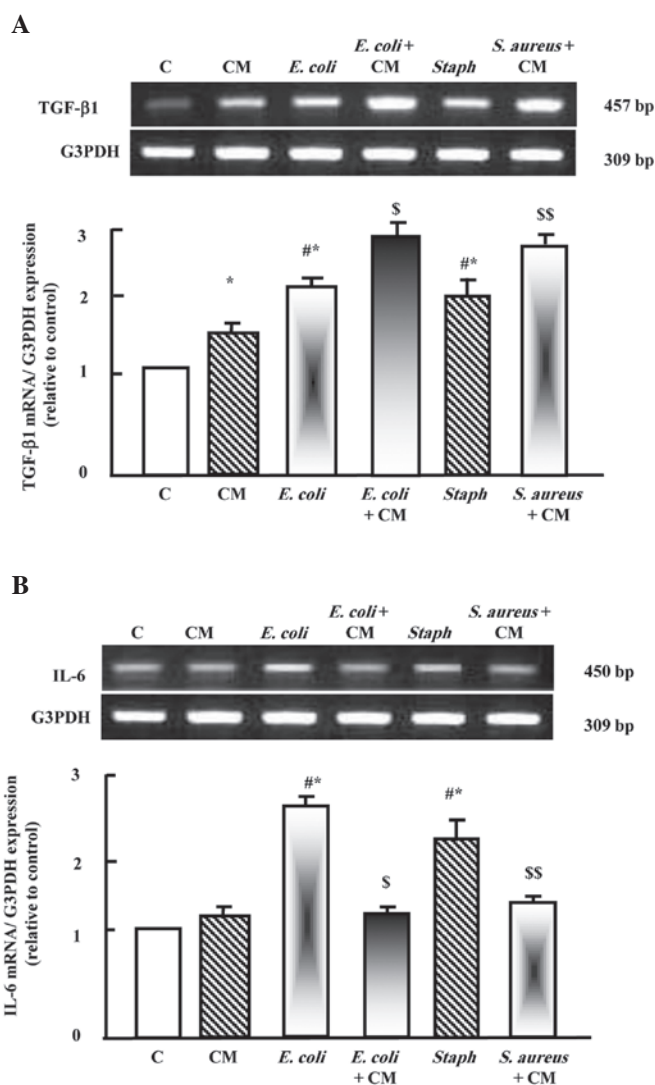 A
E. coli + S. aureus +
C CM E. coli CM Staph CM
TGF-β1 457 bp
G3PDH 309 bp
TGF-β1 mRNA/ G3PDH expression
(relative to control)
3
2
1
0
* #* $ #* $$
C CM E. coli E. coli Staph S. aureus
+ CM + CM
B
E. coli + S. aureus +
C CM E. coli CM Staph CM
IL-6 450 bp
G3PDH 309 bp
IL-6 mRNA/ G3PDH expression
(relative to control)
3
2
1
0
#* $ #* $$
C CM E. coli E. coli Staph S. aureus
+ CM + CM